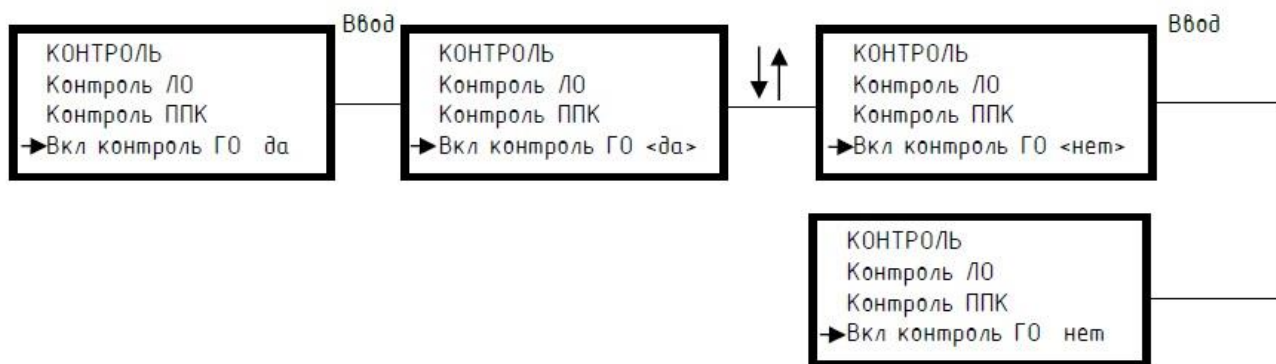 Ввод
Ввод
КОНТРОЛЬ
Контроль ЛО
Контроль ППК
Вкл контроль ГО да
КОНТРОЛЬ
Контроль ЛО
Контроль ППК
Вкл контроль ГО <да>
КОНТРОЛЬ
Контроль ЛО
Контроль ППК
Вкл контроль ГО <нет>
КОНТРОЛЬ
Контроль ЛО
Контроль ППК
Вкл контроль ГО нет